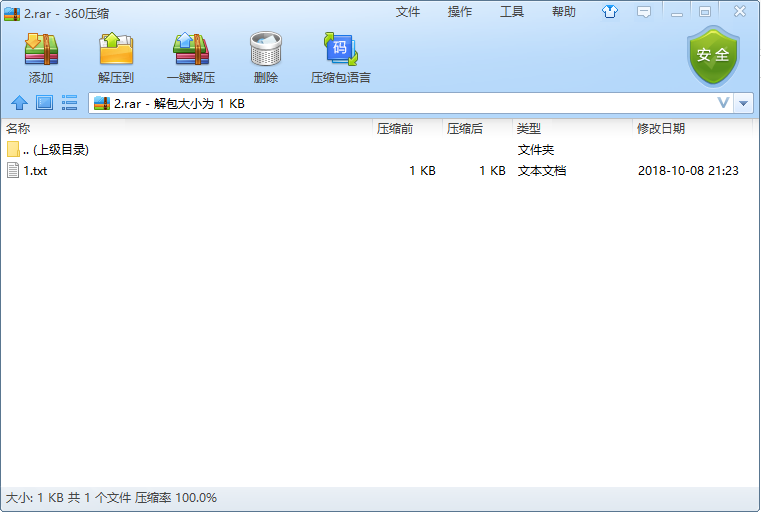 2.rar - 360压缩
文件 操作 工具 帮助
添加 解压到 一键解压 删除 压缩包语言
码
安全
2.rar - 解包大小为 1 KB
名称 压缩前 压缩后 类型 修改日期
.. (上级目录) 文件夹
1.txt 1 KB 1 KB 文本文档 2018-10-08 21:23
大小: 1 KB 共 1 个文件 压缩率 100.0%